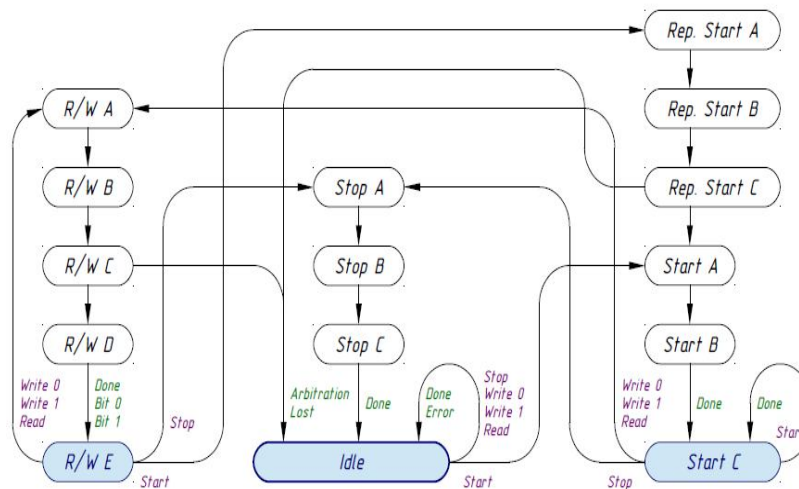 Rep. Start A
R/W A
Rep. Start B
R/W B
Stop A
Rep. Start C
R/W C
Stop B
Start A
R/W D
Stop C
Start B
Write 0
Write 1
Read
Done
Bit 0
Bit 1
Stop
Arbitration
Lost
Done
Done
Error
Stop
Write 0
Write 1
Read
Write 0
Write 1
Read
Done
Done
Start
R/W E
Idle
Start C
Start
Start
Stop